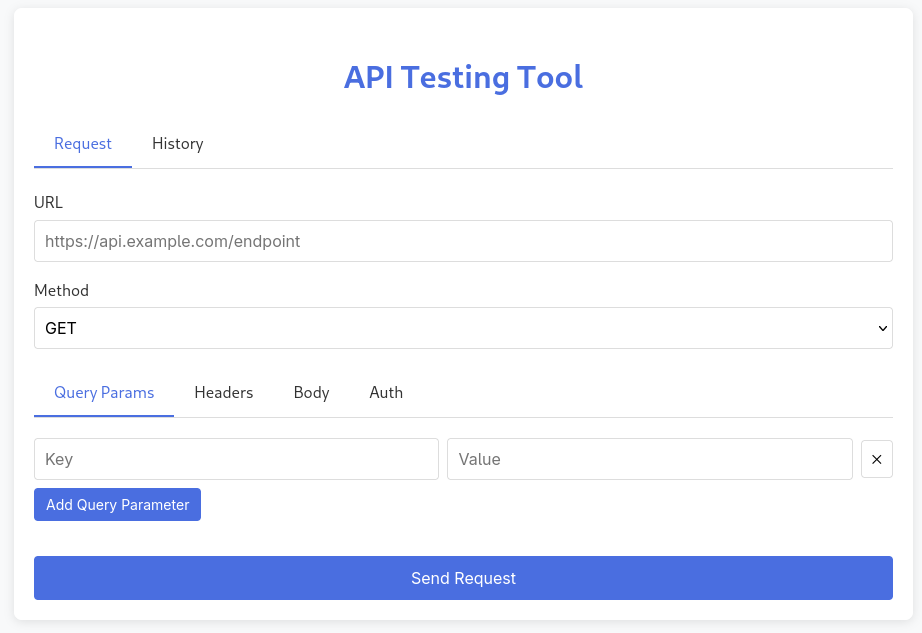 API Testing Tool
Request History
URL
https://api.example.com/endpoint
Method
GET
Query Params Headers Body Auth
Key Value ×
Add Query Parameter
Send Request